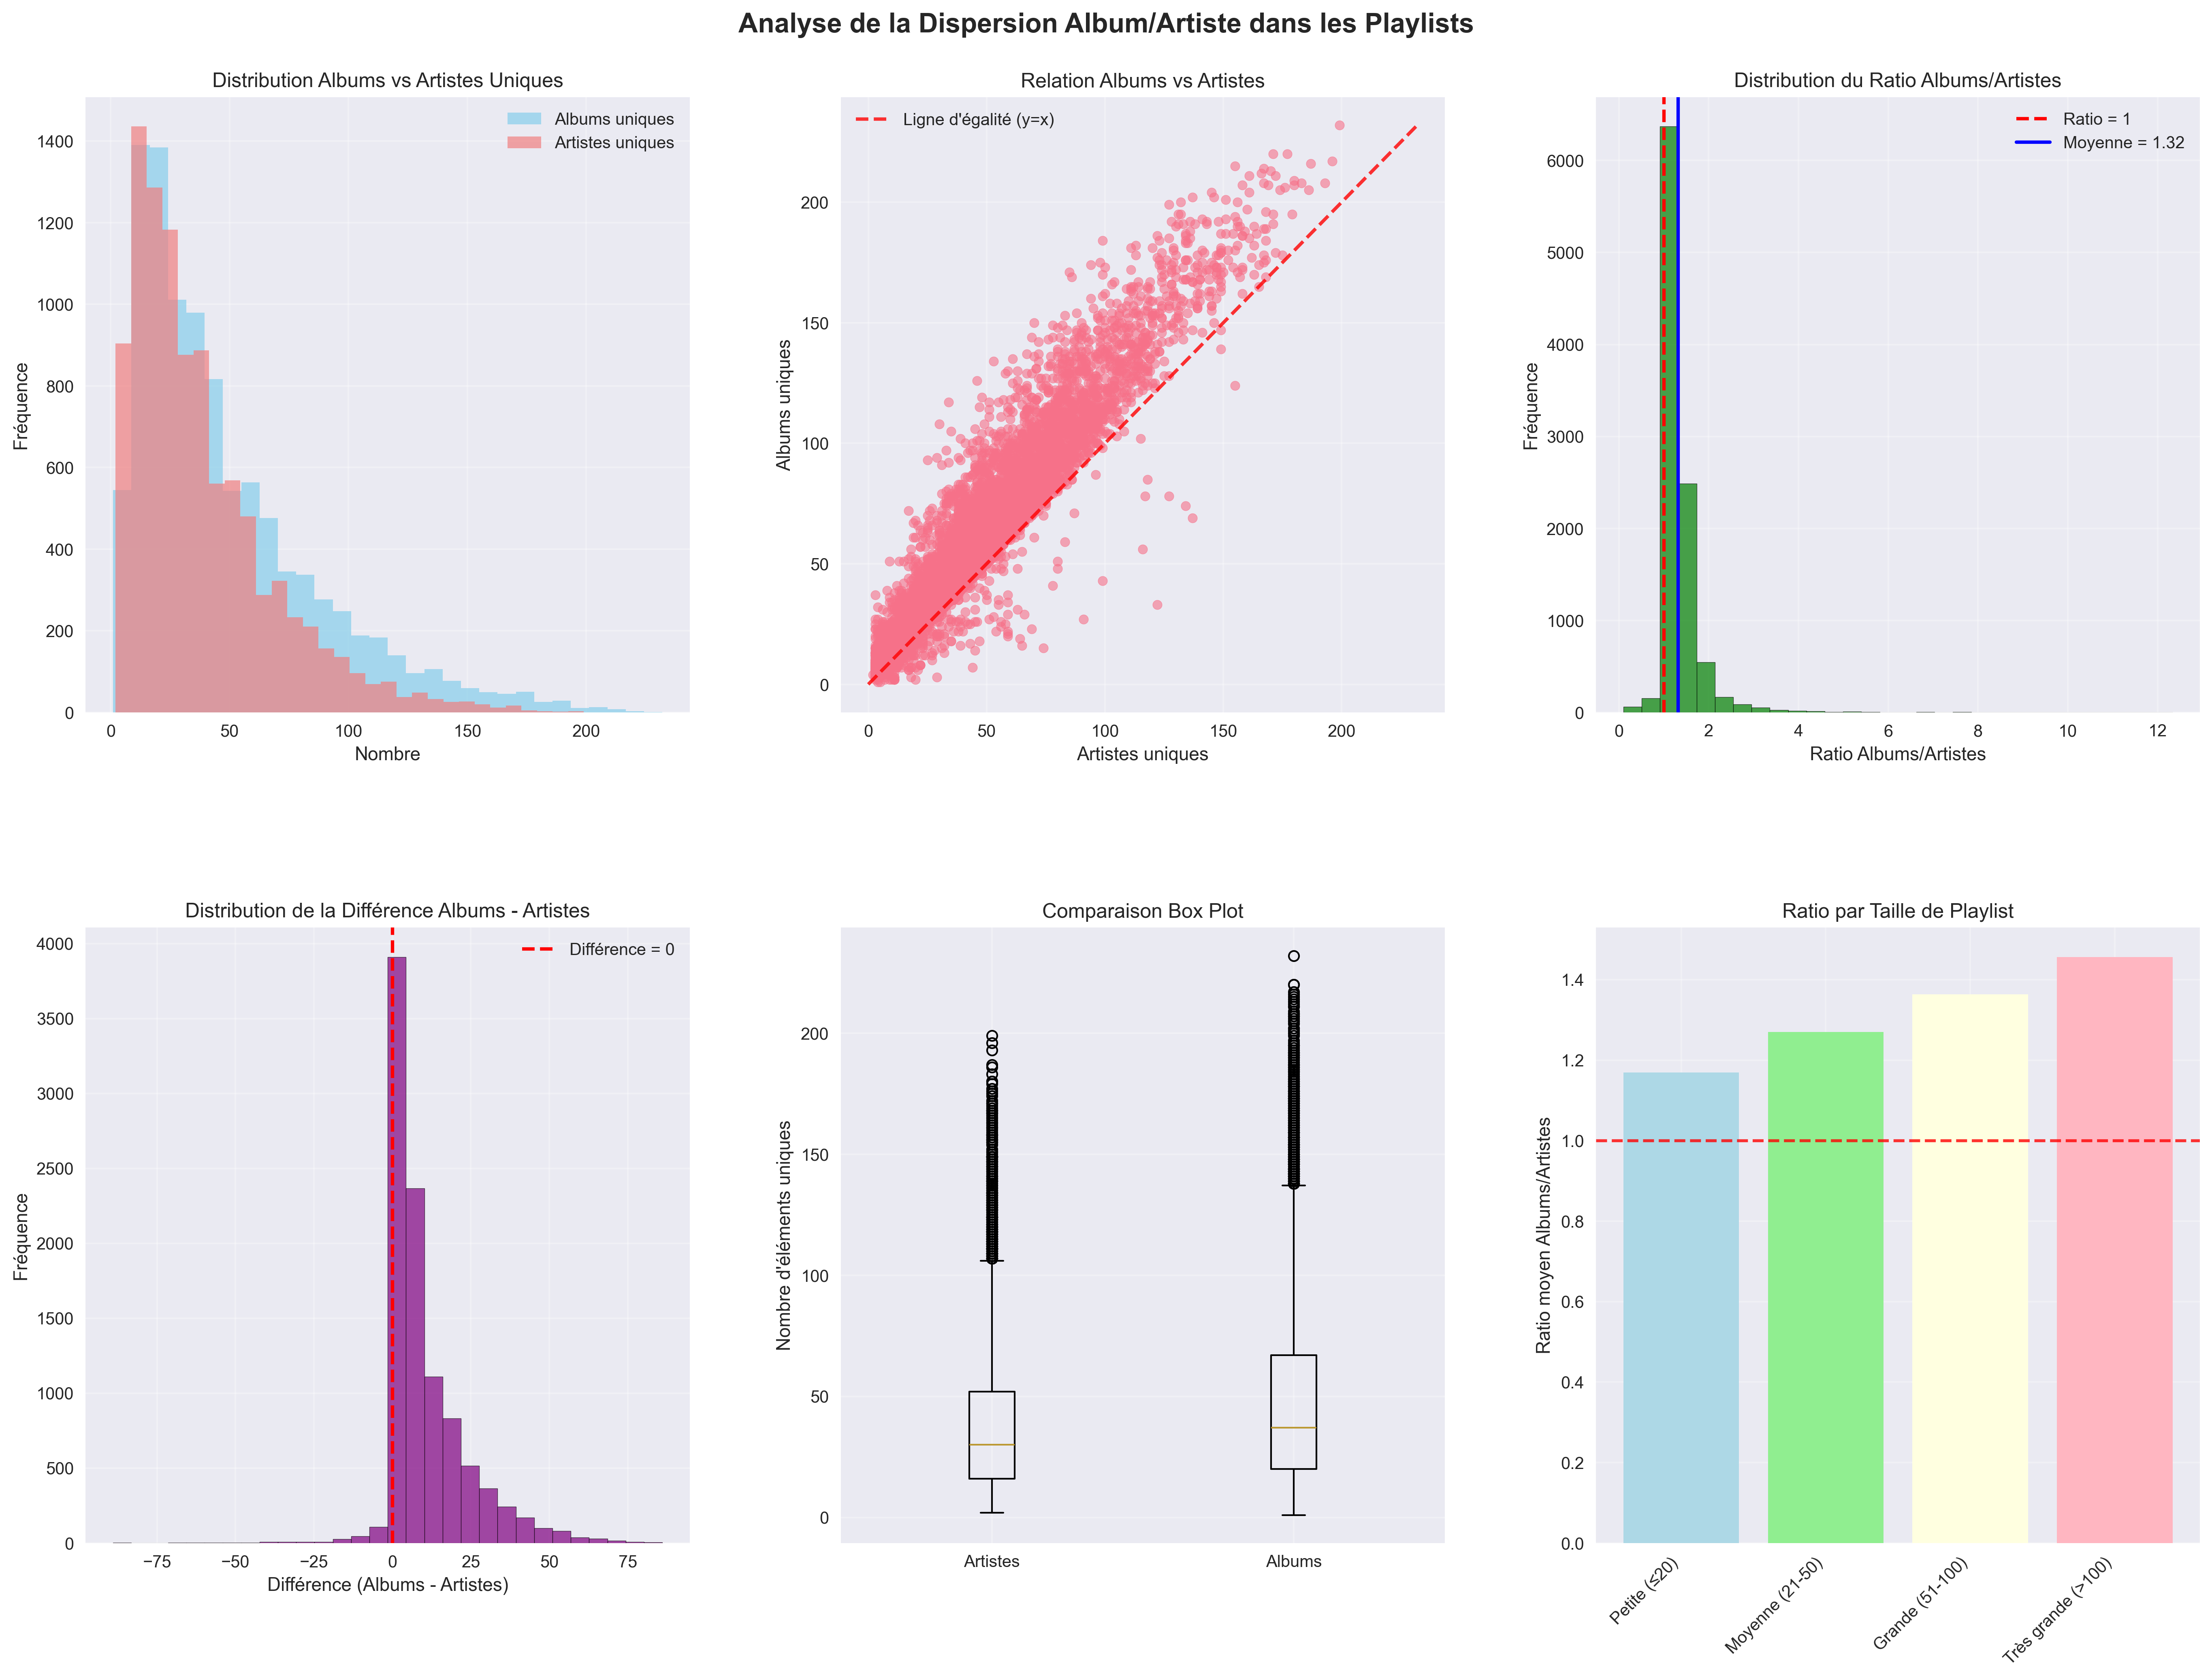 Analyse de la Dispersion Album/Artiste dans les Playlists
Distribution Albums vs Artistes Uniques
Albums uniques
Artistes uniques
Fréquence
1400
1200
1000
800
600
400
200
0
0 50 100 150 200
Nombre
Relation Albums vs Artistes
Ligne d'égalité (y=x)
Albums uniques
200
150
100
50
0
0 50 100 150 200
Artistes uniques
Distribution du Ratio Albums/Artistes
Ratio = 1
Moyenne = 1.32
Fréquence
6000
5000
4000
3000
2000
1000
0
0 2 4 6 8 10 12
Ratio Albums/Artistes
Distribution de la Différence Albums - Artistes
Différence = 0
Fréquence
4000
3500
3000
2500
2000
1500
1000
500
0
−75 −50 −25 0 25 50 75
Différence (Albums - Artistes)
Comparaison Box Plot
Nombre d'éléments uniques
200
150
100
50
0
Artistes Albums
Ratio par Taille de Playlist
Ratio moyen Albums/Artistes
1.4
1.2
1.0
0.8
0.6
0.4
0.2
0.0
Petite (≤20)
Moyenne (21-50)
Grande (51-100)
Très grande (>100)